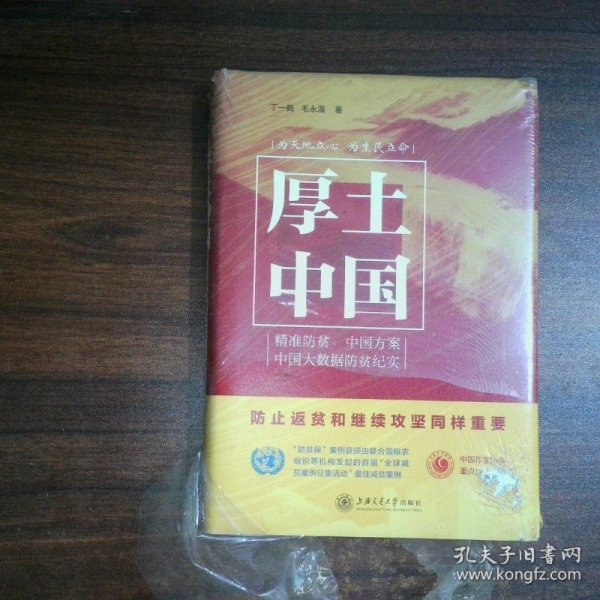 丁一鹤 毛永温 著
为天地立心 为生民立命
厚土
中国
精准防贫 中国方案
中国大数据防贫纪实
防止返贫和继续攻坚同样重要
"防贫保"案例获颁由联合国粮农
组织等机构发起的首届"全球减
贫案例征集活动"最佳减贫案例
中国作家协会
重点
上海交通大学出版社
孔夫子旧书网
www.kongfz.com